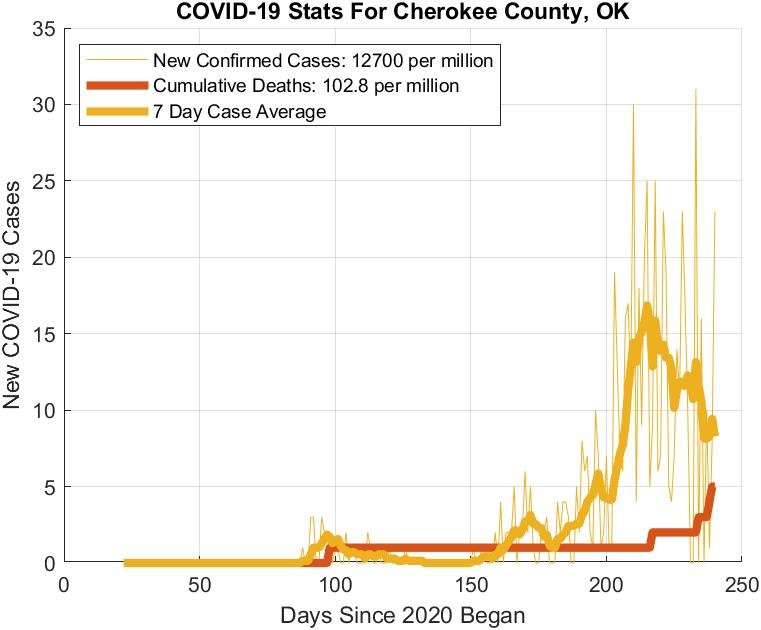 COVID-19 Stats For Cherokee County, OK
New Confirmed Cases: 12700 per million
Cumulative Deaths: 102.8 per million
7 Day Case Average
New COVID-19 Cases
35
30
25
20
15
10
5
0
0 50 100 150 200 250
Days Since 2020 Began